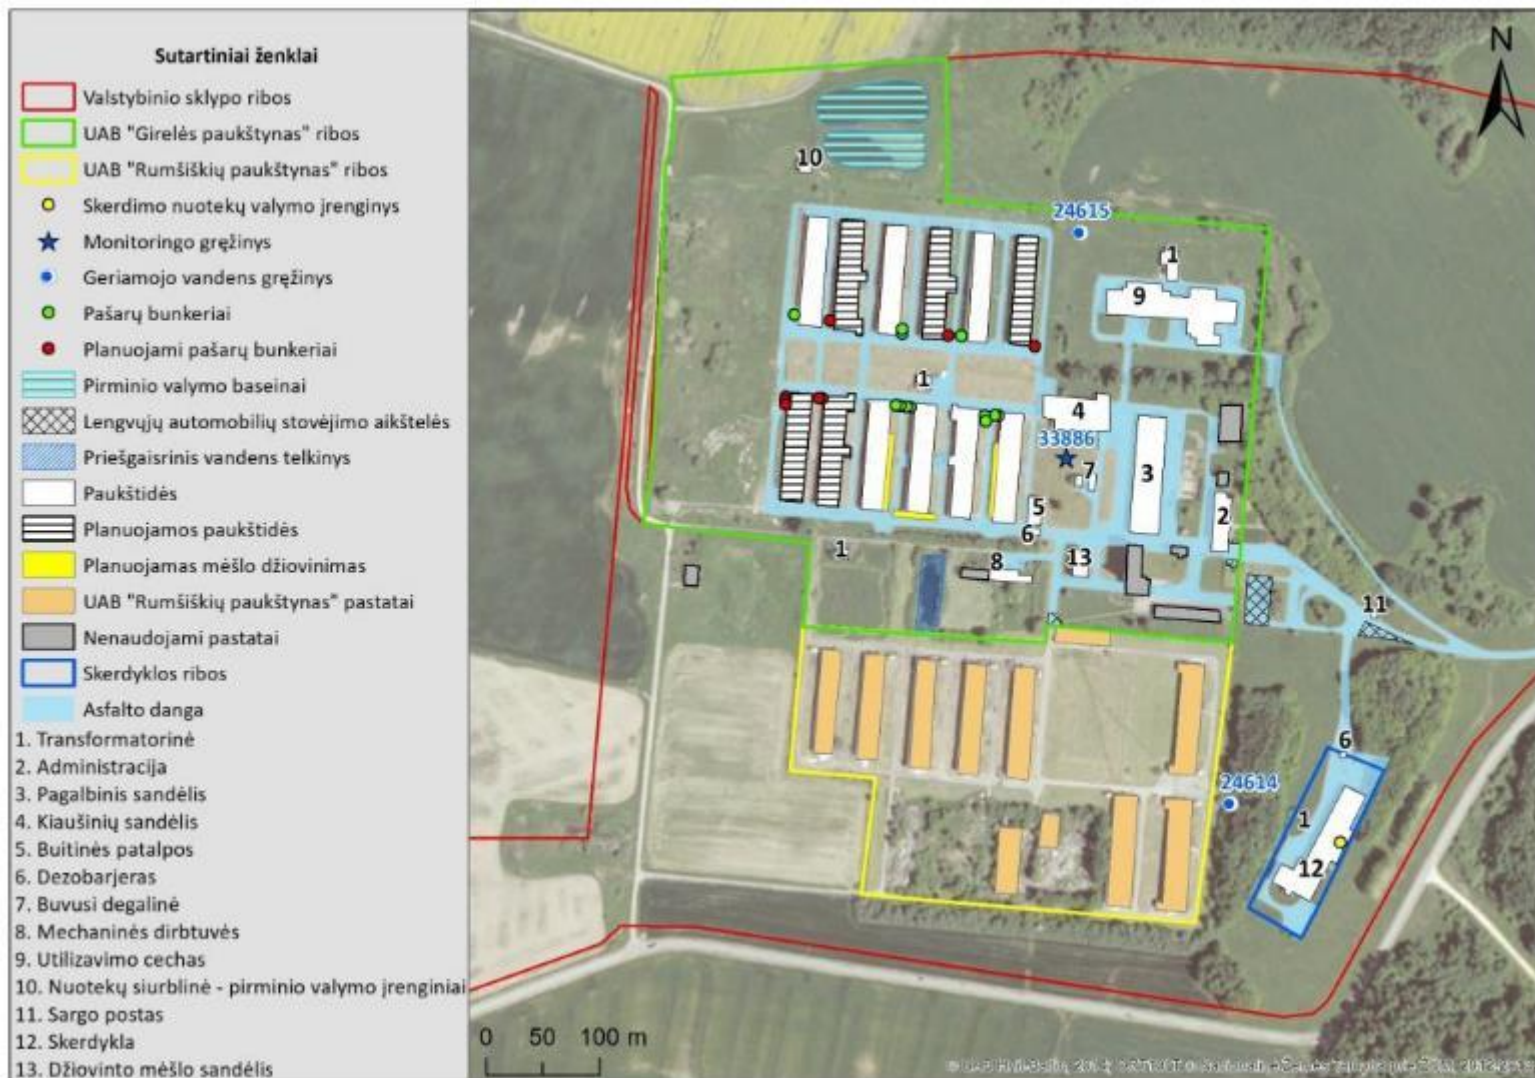 Sutartiniai ženklai
Valstybinio sklypo ribos
UAB "Girelės paukštynas" ribos
UAB "Rumšiškių paukštynas" ribos
Skerdimo nuotekų valymo įrenginys
Monitoringo gręžinys
Geriamojo vandens gręžinys
Pašarų bunkeriai
Planuojami pašarų bunkeriai
Pirminio valymo baseinai
Lengvųjų automobilių stovėjimo aikštelės
Priešgaisrinis vandens telkinys
Paukštidės
Planuojamos paukštidės
Planuojamas mėšlo džiovinimas
UAB "Rumšiškių paukštynas" pastatai
Nenaudojami pastatai
Skerdyklos ribos
Asfalto danga
1. Transformatorinė
2. Administracija
3. Pagalbinis sandėlis
4. Kiaušinių sandėlis
5. Buitinės patalpos
6. Dezobarjeras
7. Buvusi degalinė
8. Mechaninės dirbtuvės
9. Utilizavimo cechas
10. Nuotekų siurblinė - pirminio valymo įrenginiai
11. Sargo postas
12. Skerdykla
13. Džiovinto mėšlo sandėlis
N
10
24615
1
9
1
4
33886
7
3
5
2
6
1
8
13
11
6
24614
1
12
0 50 100 m